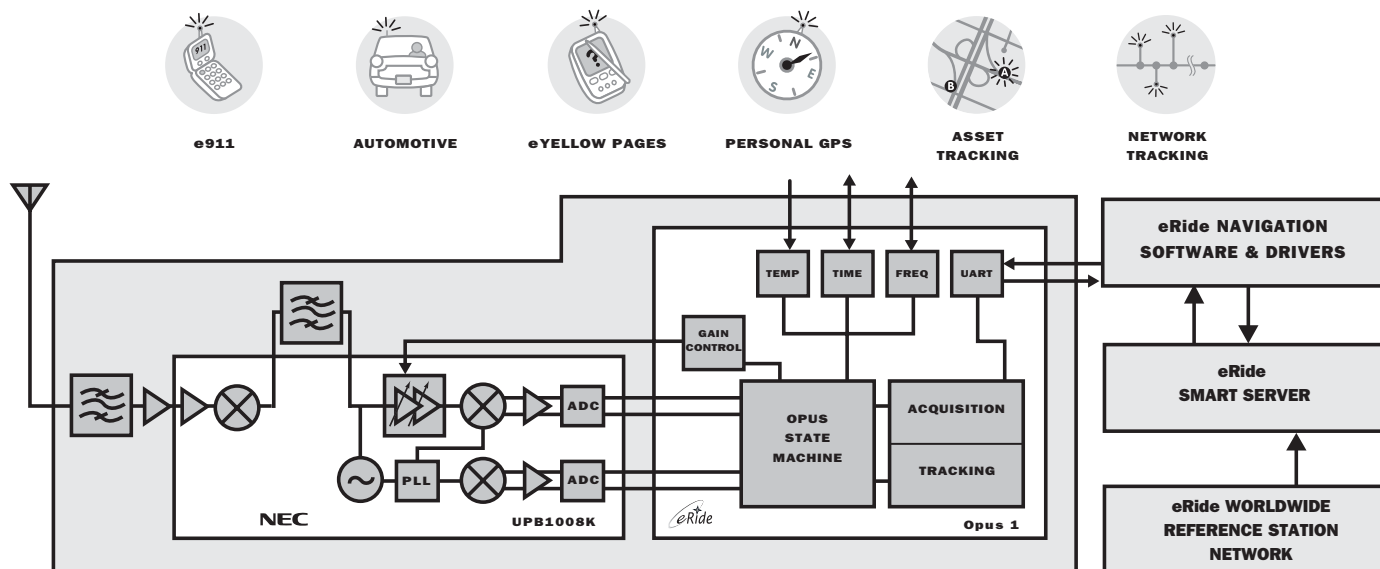 911
W
N
E
S
A
B
e911
AUTOMOTIVE
eYELLOW PAGES
PERSONAL GPS
ASSET
TRACKING
NETWORK
TRACKING
eRide NAVIGATION
SOFTWARE & DRIVERS
TEMP
TIME
FREQ
UART
GAIN
CONTROL
eRide
SMART SERVER
ADC
OPUS
STATE
MACHINE
ACQUISITION
TRACKING
PLL
ADC
NEC
UPB1008K
eRide
Opus 1
eRide WORLDWIDE
REFERENCE STATION
NETWORK